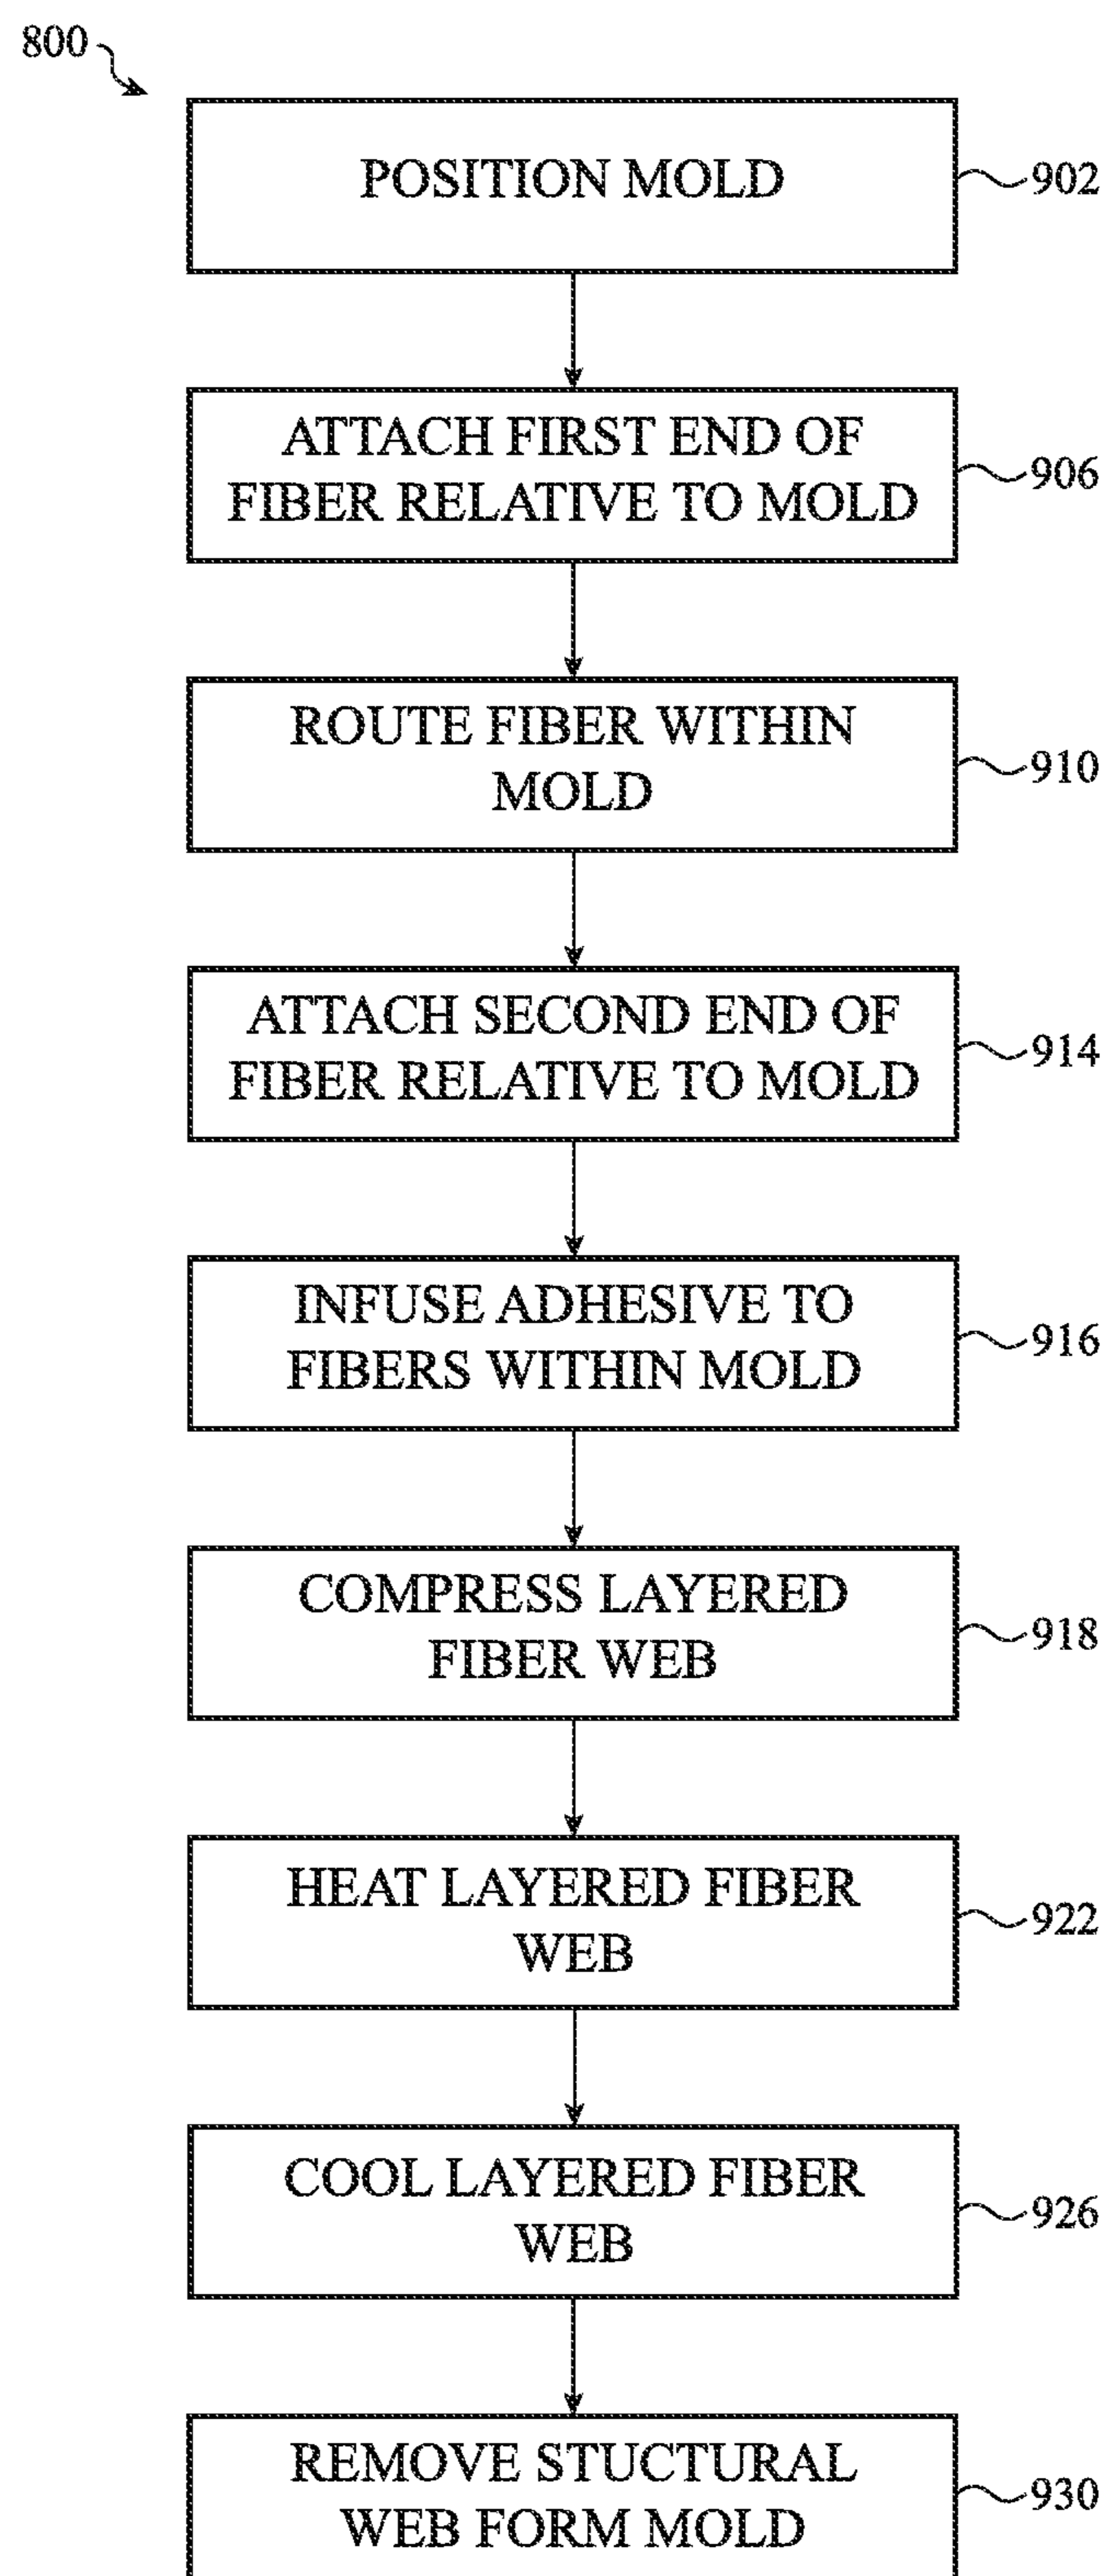 800
POSITION MOLD
902
ATTACH FIRST END OF
FIBER RELATIVE TO MOLD
906
ROUTE FIBER WITHIN
MOLD
910
ATTACH SECOND END OF
FIBER RELATIVE TO MOLD
914
INFUSE ADHESIVE TO
FIBERS WITHIN MOLD
916
COMPRESS LAYERED
FIBER WEB
918
HEAT LAYERED FIBER
WEB
922
COOL LAYERED FIBER
WEB
926
REMOVE STUCTURAL
WEB FORM MOLD
930